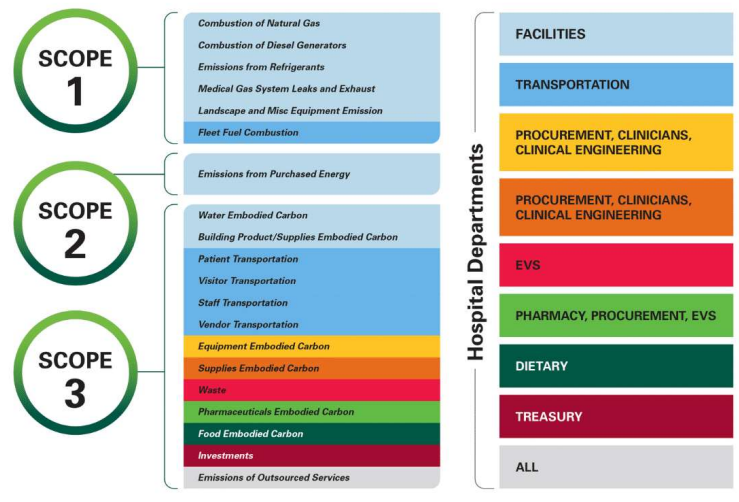 SCOPE
1
Combustion of Natural Gas
Combustion of Diesel Generators
Emissions from Refrigerants
Medical Gas System Leaks and Exhaust
Landscape and Misc Equipment Emission
Fleet Fuel Combustion
SCOPE
2
Emissions from Purchased Energy
SCOPE
3
Water Embodied Carbon
Building Product/Supplies Embodied Carbon
Patient Transportation
Visitor Transportation
Staff Transportation
Vendor Transportation
Equipment Embodied Carbon
Supplies Embodied Carbon
Waste
Pharmaceuticals Embodied Carbon
Food Embodied Carbon
Investments
Emissions of Outsourced Services
Hospital Departments
FACILITIES
TRANSPORTATION
PROCUREMENT, CLINICIANS,
CLINICAL ENGINEERING
PROCUREMENT, CLINICIANS,
CLINICAL ENGINEERING
EVS
PHARMACY, PROCUREMENT, EVS
DIETARY
TREASURY
ALL